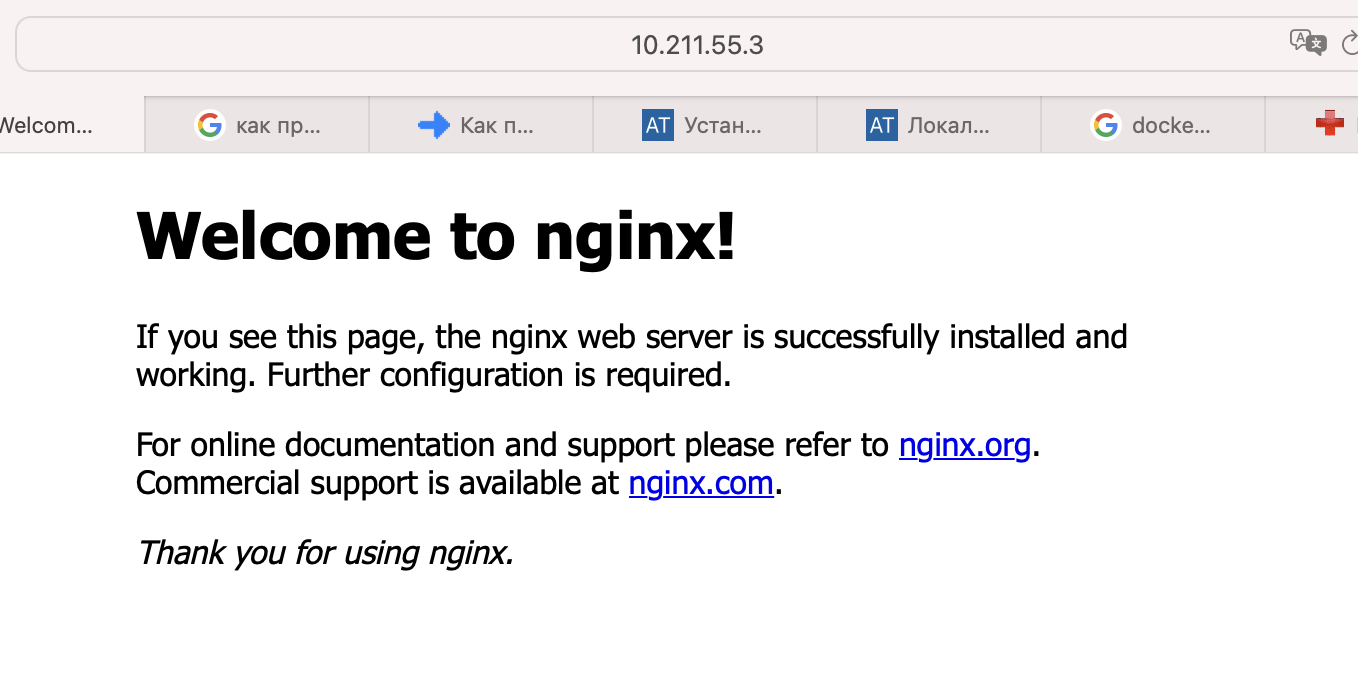 10.211.55.3
Welcom...
как пр...
Как п...
AT Устан...
AT Локал...
docke...
Welcome to nginx!
If you see this page, the nginx web server is successfully installed and
working. Further configuration is required.
For online documentation and support please refer to nginx.org.
Commercial support is available at nginx.com.
Thank you for using nginx.